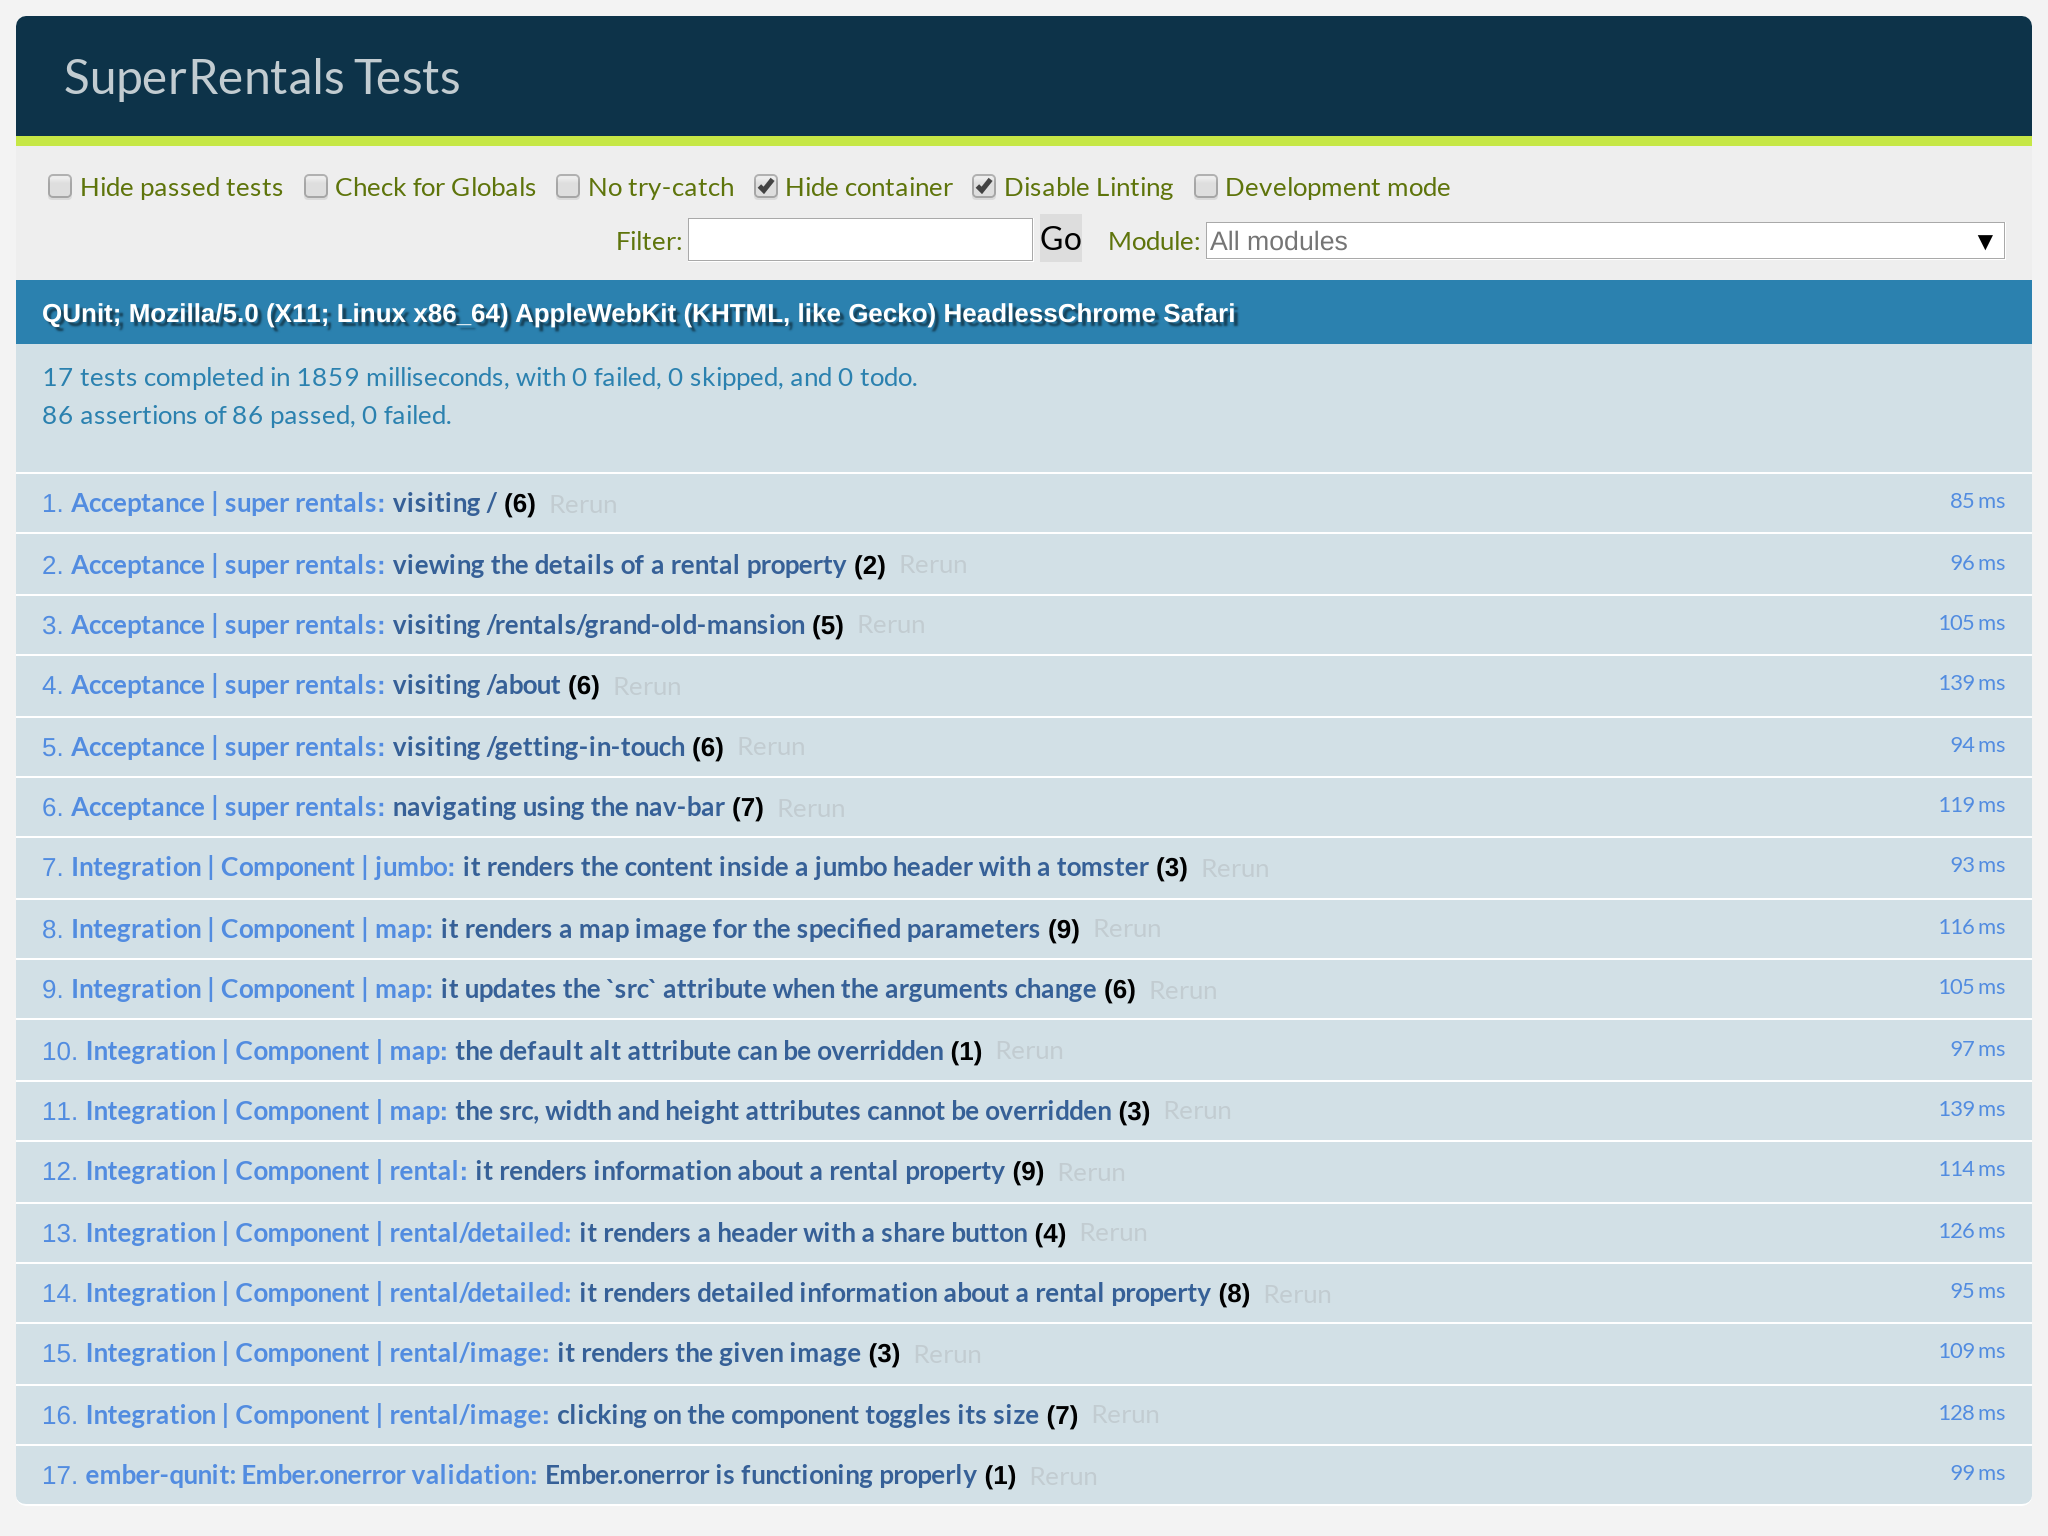 SuperRentals Tests
Hide passed tests Check for Globals No try-catch Hide container Disable Linting Development mode
Filter: Go Module: All modules ▼
QUnit; Mozilla/5.0 (X11; Linux x86_64) AppleWebKit (KHTML, like Gecko) HeadlessChrome Safari
17 tests completed in 1859 milliseconds, with 0 failed, 0 skipped, and 0 todo.
86 assertions of 86 passed, 0 failed.
1. Acceptance | super rentals: visiting / (6) Rerun 85 ms
2. Acceptance | super rentals: viewing the details of a rental property (2) Rerun 96 ms
3. Acceptance | super rentals: visiting /rentals/grand-old-mansion (5) Rerun 105 ms
4. Acceptance | super rentals: visiting /about (6) Rerun 139 ms
5. Acceptance | super rentals: visiting /getting-in-touch (6) Rerun 94 ms
6. Acceptance | super rentals: navigating using the nav-bar (7) Rerun 119 ms
7. Integration | Component | jumbo: it renders the content inside a jumbo header with a tomster (3) Rerun 93 ms
8. Integration | Component | map: it renders a map image for the specified parameters (9) Rerun 116 ms
9. Integration | Component | map: it updates the `src` attribute when the arguments change (6) Rerun 105 ms
10. Integration | Component | map: the default alt attribute can be overridden (1) Rerun 97 ms
11. Integration | Component | map: the src, width and height attributes cannot be overridden (3) Rerun 139 ms
12. Integration | Component | rental: it renders information about a rental property (9) Rerun 114 ms
13. Integration | Component | rental/detailed: it renders a header with a share button (4) Rerun 126 ms
14. Integration | Component | rental/detailed: it renders detailed information about a rental property (8) Rerun 95 ms
15. Integration | Component | rental/image: it renders the given image (3) Rerun 109 ms
16. Integration | Component | rental/image: clicking on the component toggles its size (7) Rerun 128 ms
17. ember-qunit: Ember.onerror validation: Ember.onerror is functioning properly (1) Rerun 99 ms